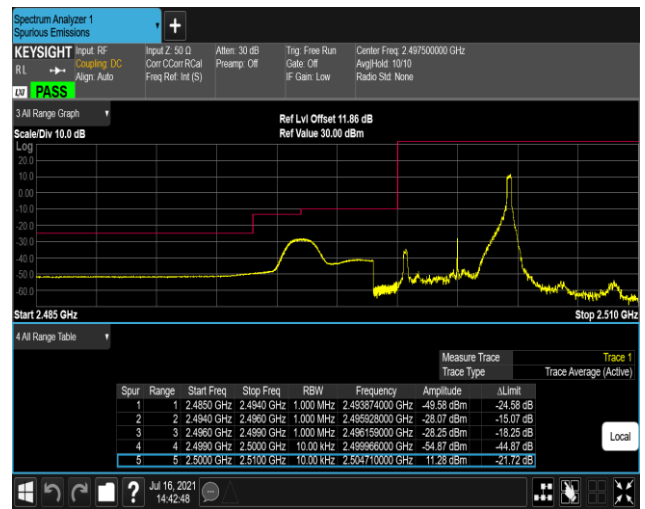 Spectrum Analyzer 1
Spurious Emissions
KEYSIGHT Input: RF Input Z: 50 Ω Atten: 30 dB Trig: Free Run Center Freq: 2.497500000 GHz
RL Coupling: DC Corr CCorr RCal Preamp: Off Gate: Off Avg|Hold: 10/10
Align: Auto Freq Ref: Int (S) IF Gain: Low Radio Std: None
LXI PASS
3 All Range Graph Ref Lvl Offset 11.86 dB
Scale/Div 10.0 dB Ref Value 30.00 dBm
Log
20.0
10.0
0.00
-10.0
-20.0
-30.0
-40.0
-50.0
-60.0
Start 2.485 GHz Stop 2.510 GHz
4 All Range Table
Measure Trace Trace 1
Trace Type Trace Average (Active)
Spur Range Start Freq Stop Freq RBW Frequency Amplitude ΔLimit
1 1 2.4850 GHz 2.4940 GHz 1.000 MHz 2.493874000 GHz -49.58 dBm -24.58 dB
2 2 2.4940 GHz 2.4960 GHz 1.000 MHz 2.495928000 GHz -28.07 dBm -15.07 dB
3 3 2.4960 GHz 2.4990 GHz 1.000 MHz 2.496159000 GHz -28.25 dBm -18.25 dB
4 4 2.4990 GHz 2.5000 GHz 10.00 kHz 2.499966000 GHz -54.87 dBm -44.87 dB
5 5 2.5000 GHz 2.5100 GHz 10.00 kHz 2.504710000 GHz 11.28 dBm -21.72 dB
Local
? Jul 16, 2021
14:42:48